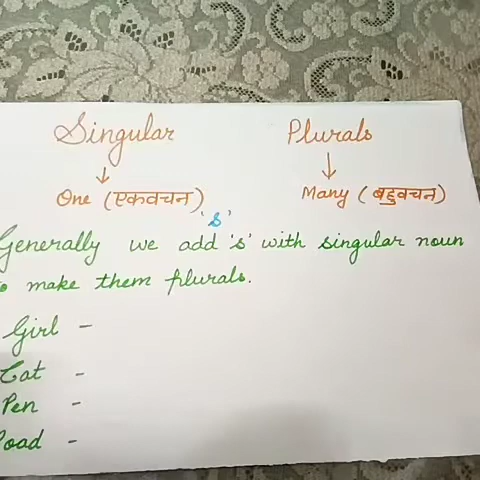 Singular Plurals
One (एकवचन) Many (बहुवचन)
's'
Generally we add 's' with singular noun
make them plurals.
Girl -
Cat -
Pen -
-